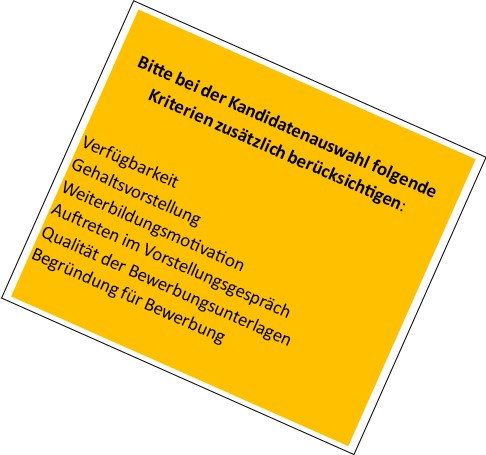 Bitte bei der Kandidatenauswahl folgende
Kriterien zusätzlich berücksichtigen:
Verfügbarkeit
Gehaltsvorstellung
Weiterbildungsmotivation
Auftreten im Vorstellungsgespräch
Qualität der Bewerbungsunterlagen
Begründung für Bewerbung